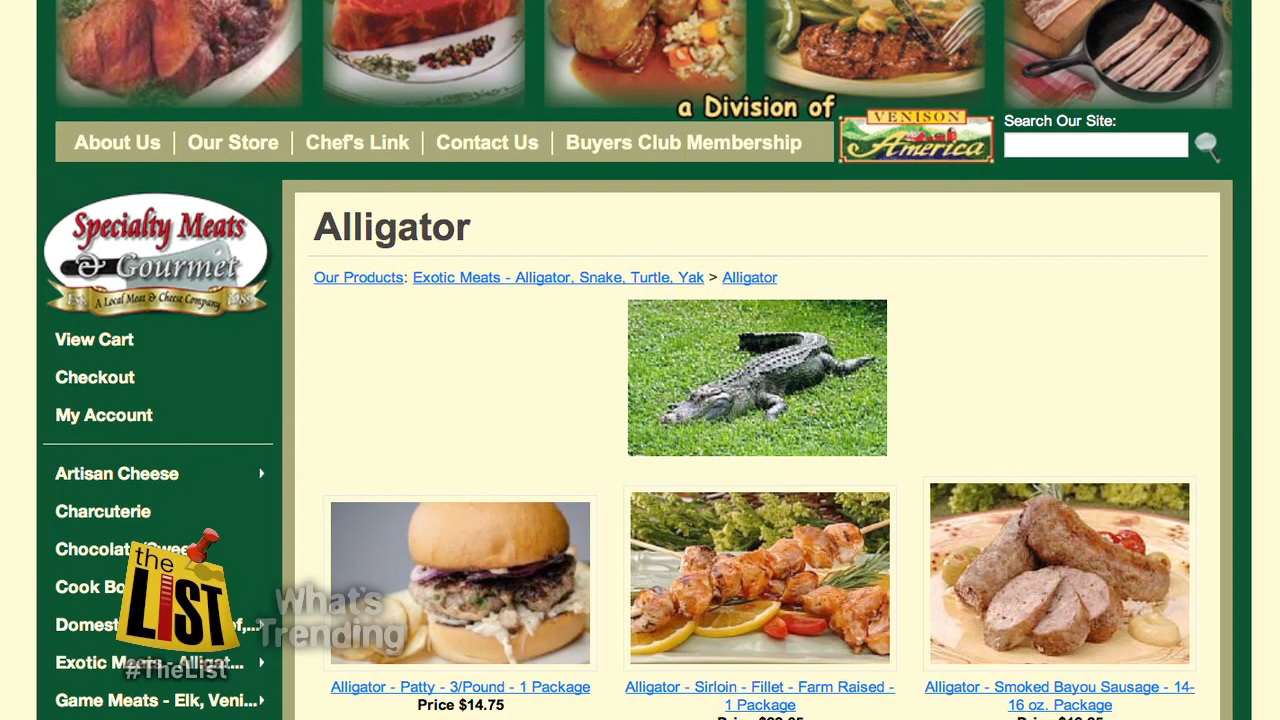 a Division of
VENISON
America
Search Our Site:
About Us
Our Store
Chef's Link
Contact Us
Buyers Club Membership
Specialty Meats
& Gourmet
Est.
A Local Meat & Cheese Company
1989
View Cart
Checkout
My Account
Artisan Cheese
Charcuterie
Cook Bo
Exotic Meats - Alligat...
Game Meats - Elk, Veni...
the
LIST
#TheList
What's
Trending
Alligator
Our Products: Exotic Meats - Alligator, Snake, Turtle, Yak > Alligator
Alligator - Patty - 3/Pound - 1 Package
Price $14.75
Alligator - Sirloin - Fillet - Farm Raised -
1 Package
Alligator - Smoked Bayou Sausage - 14-
16 oz. Package